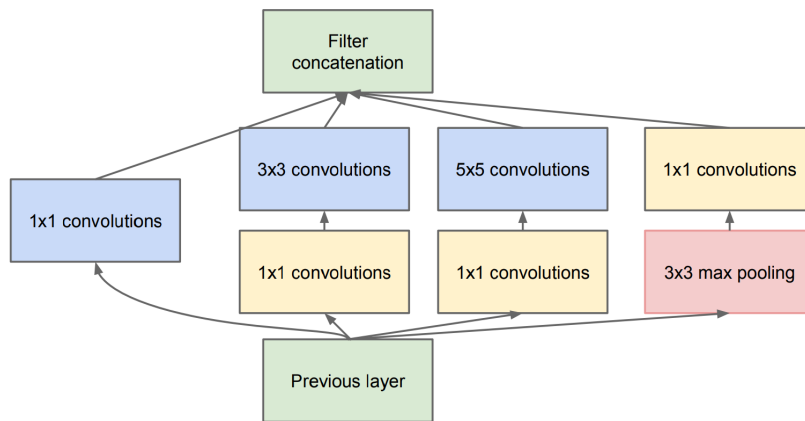 Filter
concatenation
3x3 convolutions
5x5 convolutions
1x1 convolutions
1x1 convolutions
1x1 convolutions
1x1 convolutions
3x3 max pooling
Previous layer